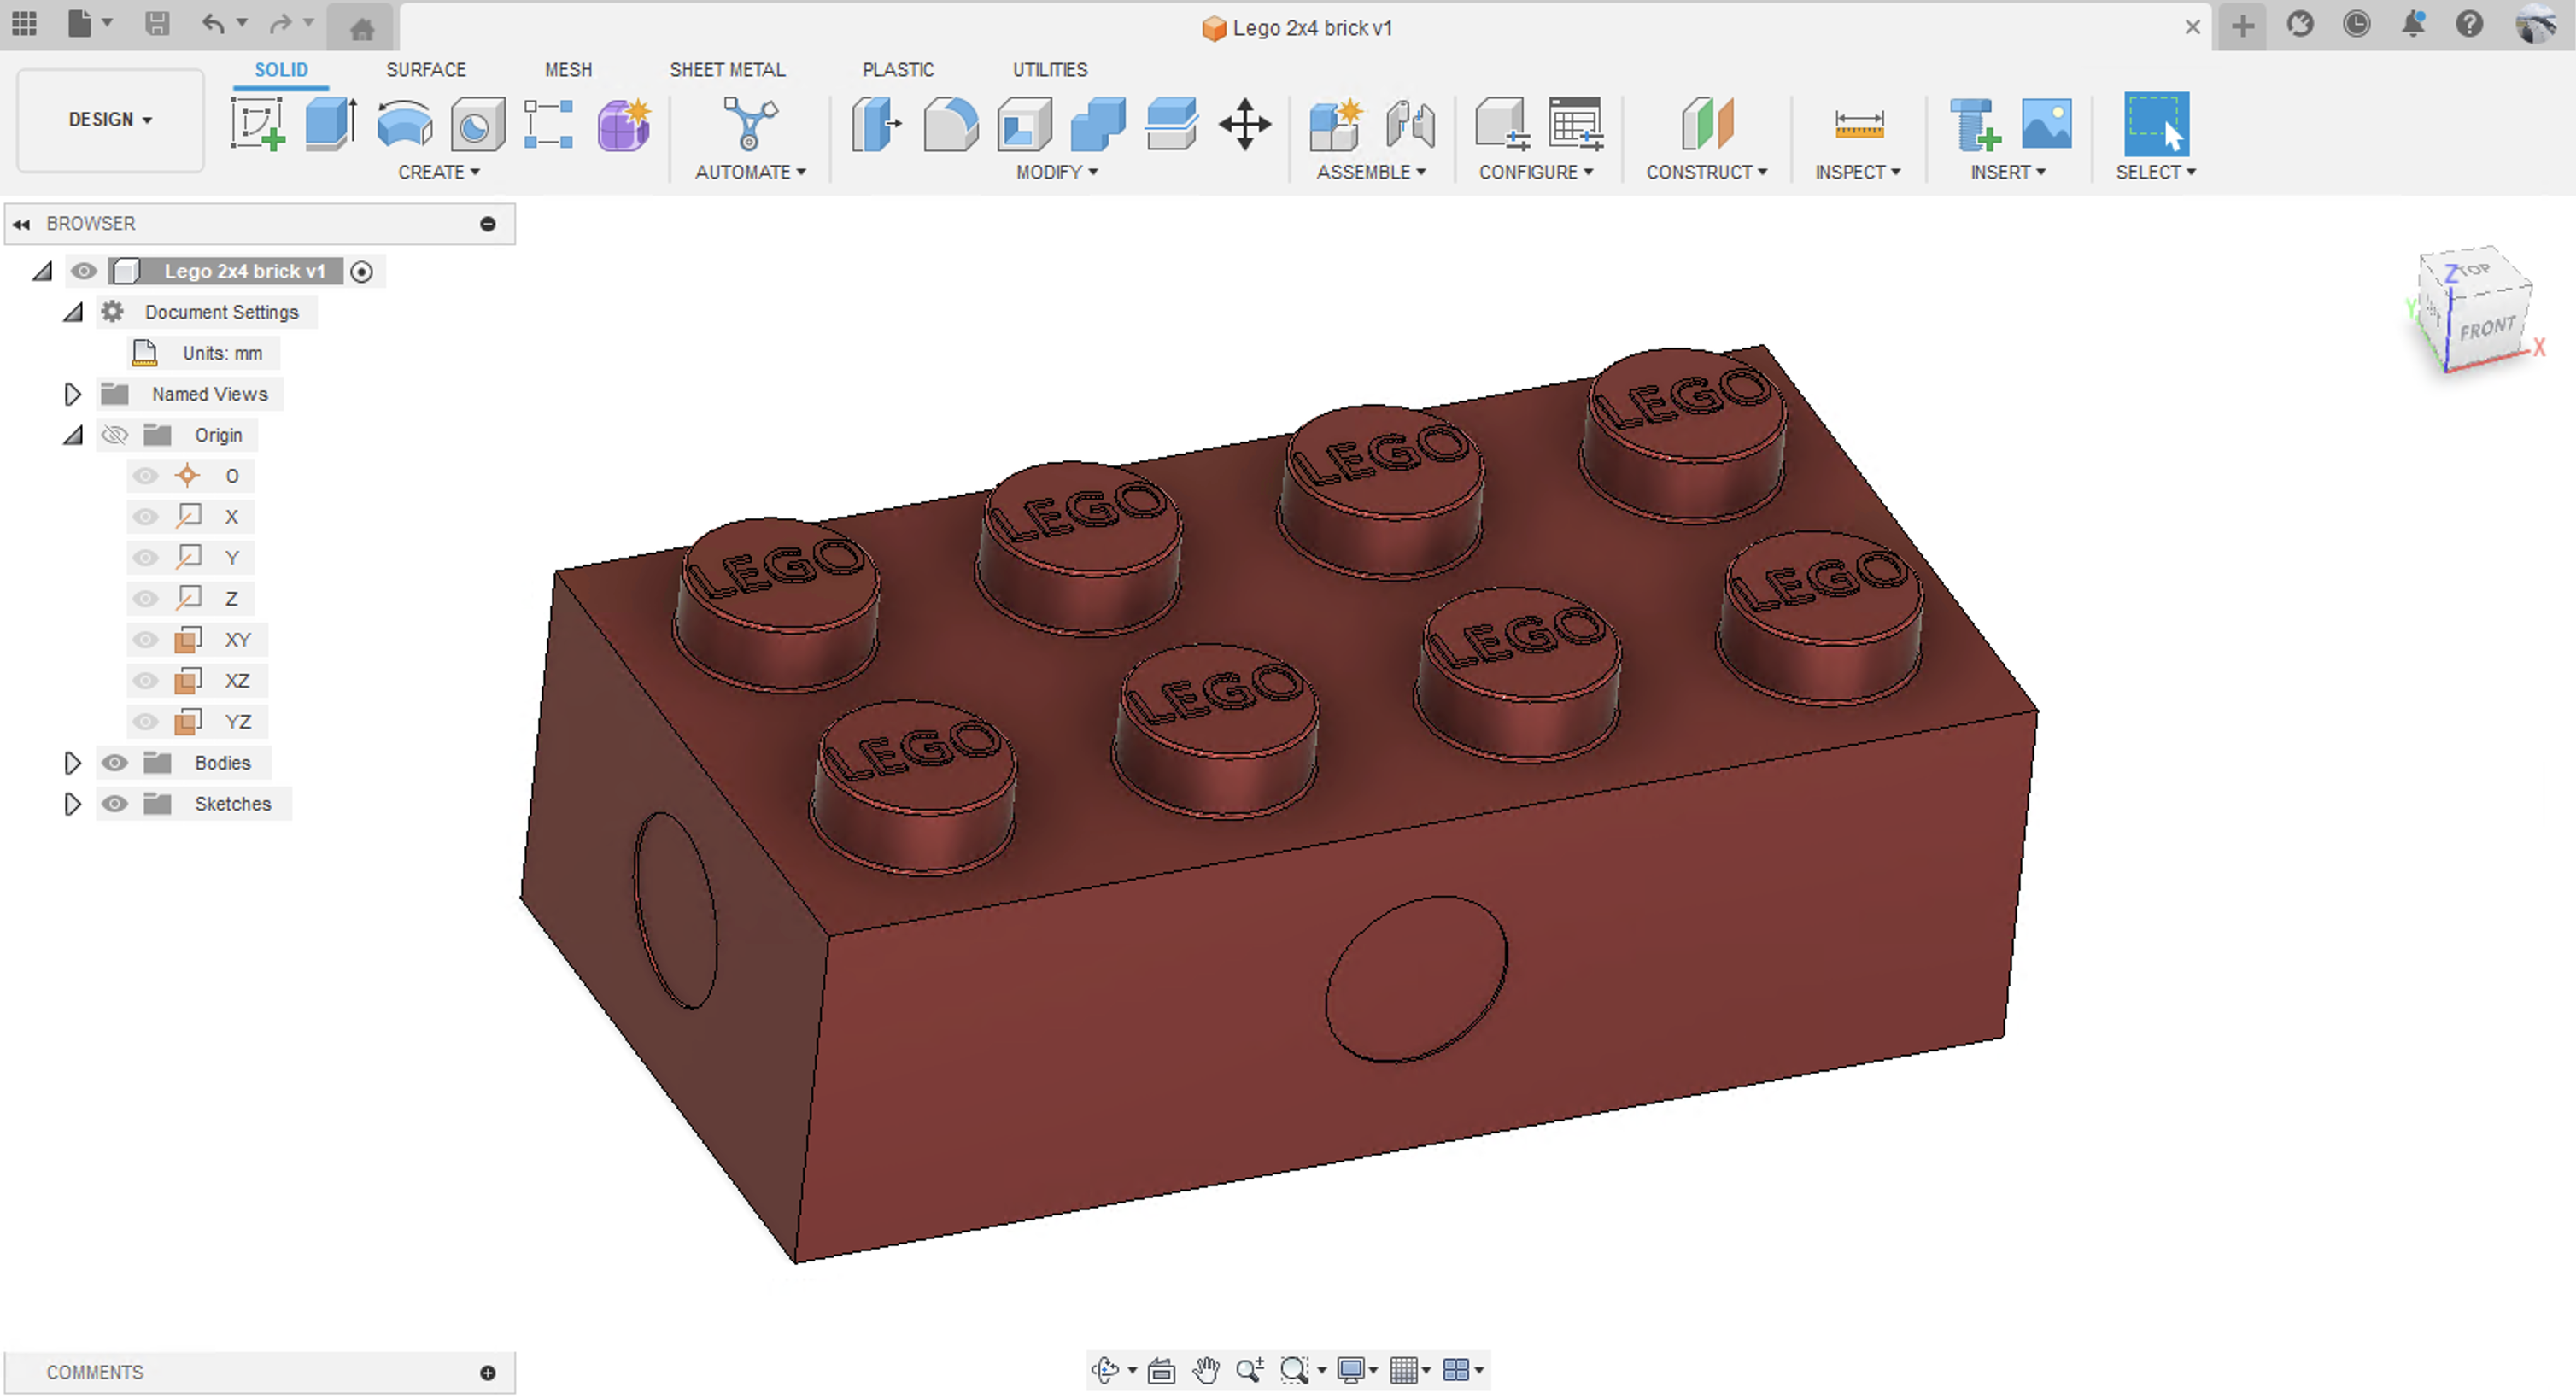 Lego 2x4 brick v1
SOLID SURFACE MESH SHEET METAL PLASTIC UTILITIES
DESIGN
CREATE AUTOMATE MODIFY ASSEMBLE CONFIGURE CONSTRUCT INSPECT INSERT SELECT
BROWSER
Lego 2x4 brick v1
Document Settings
Units: mm
Named Views
Origin
O
X
Y
Z
XY
XZ
YZ
Bodies
Sketches
TOP
Z
Y
FRONT
X
LEGO
LEGO
LEGO
LEGO
LEGO
LEGO
LEGO
LEGO
COMMENTS